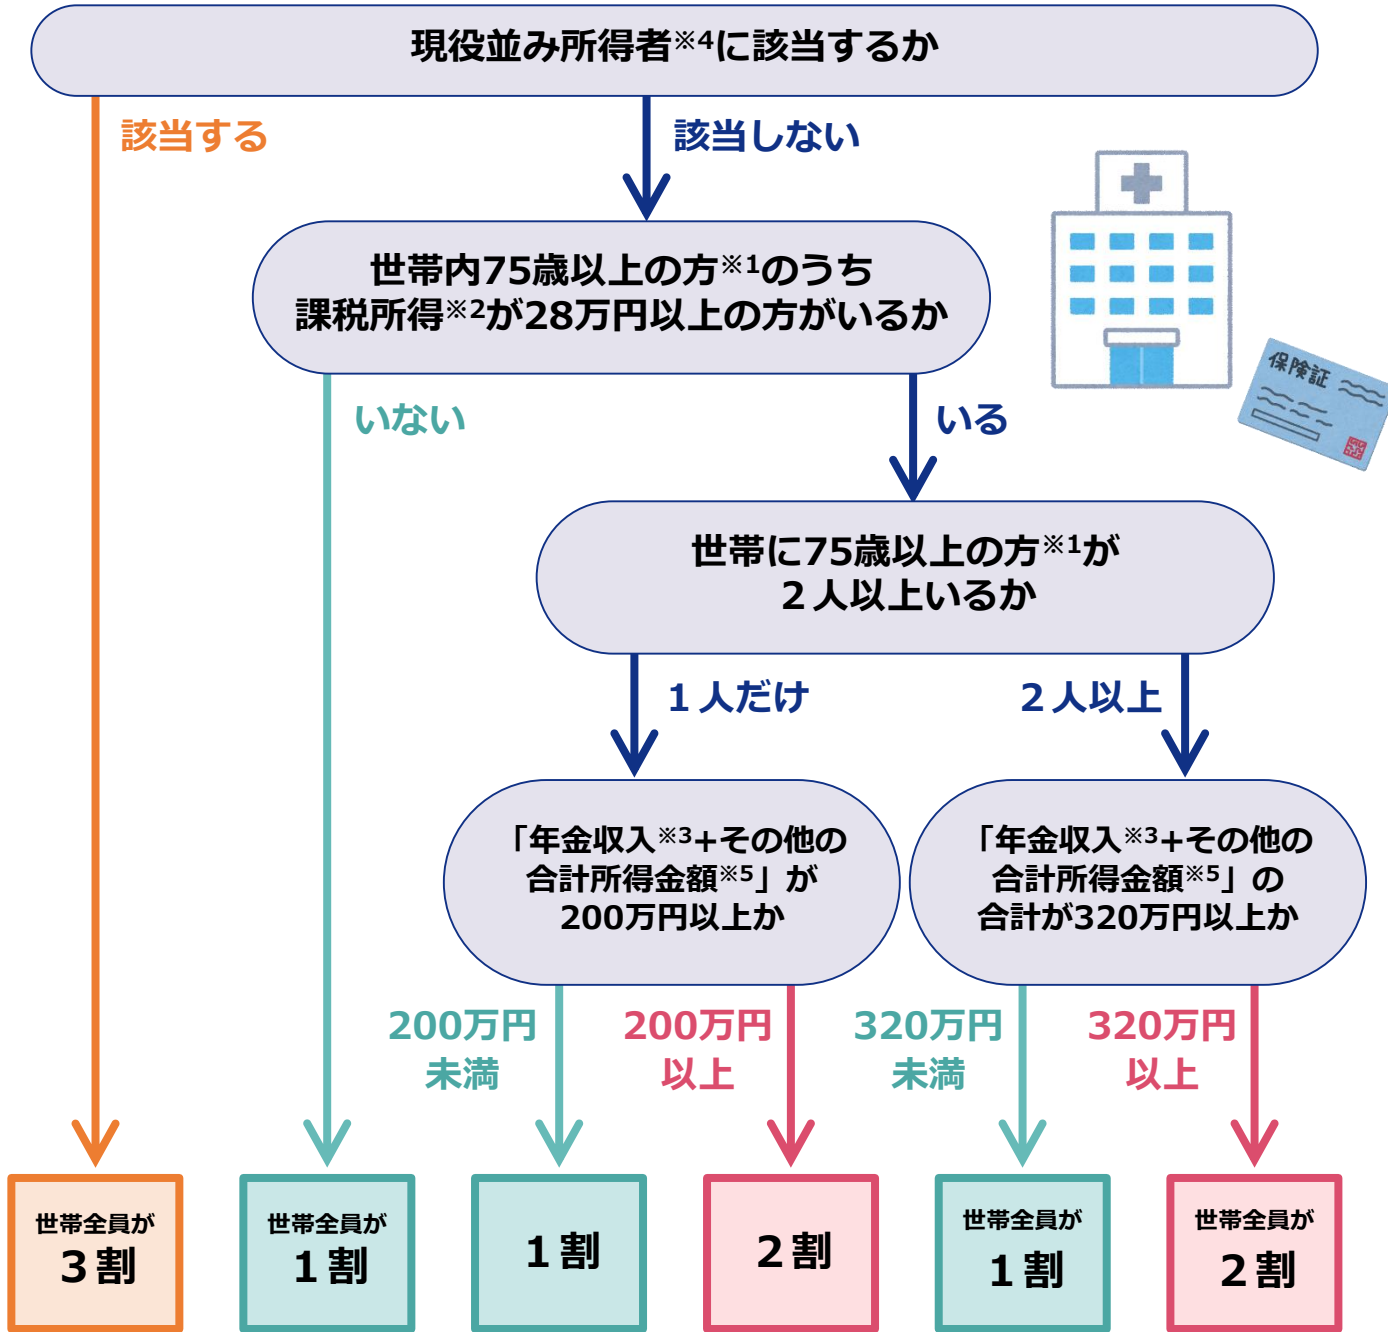 現役並み所得者※4に該当するか
該当する
該当しない
世帯内75歳以上の方※1のうち
課税所得※2が28万円以上の方がいるか
保険証
いない
いる
世帯に75歳以上の方※1が
2人以上いるか
1人だけ
2人以上
「年金収入※3+その他の
合計所得金額※5」が
200万円以上か
「年金収入※3+その他の
合計所得金額※5」の
合計が320万円以上か
200万円
未満
200万円
以上
320万円
未満
320万円
以上
世帯全員が
3割
世帯全員が
1割
1割
2割
世帯全員が
1割
世帯全員が
2割